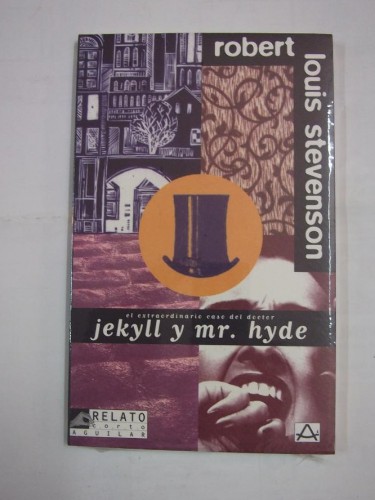 robert
louis stevenson
el extraordinario caso del doctor
jekyll y mr. hyde
RELATO
corto
AGUILAR
A